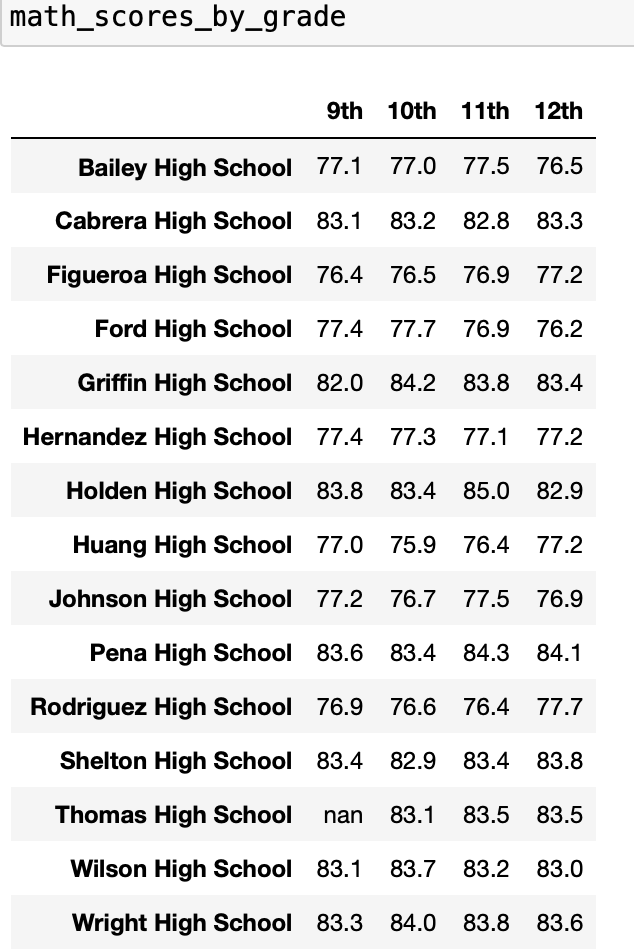 math_scores_by_grade
9th 10th 11th 12th
Bailey High School 77.1 77.0 77.5 76.5
Cabrera High School 83.1 83.2 82.8 83.3
Figueroa High School 76.4 76.5 76.9 77.2
Ford High School 77.4 77.7 76.9 76.2
Griffin High School 82.0 84.2 83.8 83.4
Hernandez High School 77.4 77.3 77.1 77.2
Holden High School 83.8 83.4 85.0 82.9
Huang High School 77.0 75.9 76.4 77.2
Johnson High School 77.2 76.7 77.5 76.9
Pena High School 83.6 83.4 84.3 84.1
Rodriguez High School 76.9 76.6 76.4 77.7
Shelton High School 83.4 82.9 83.4 83.8
Thomas High School nan 83.1 83.5 83.5
Wilson High School 83.1 83.7 83.2 83.0
Wright High School 83.3 84.0 83.8 83.6